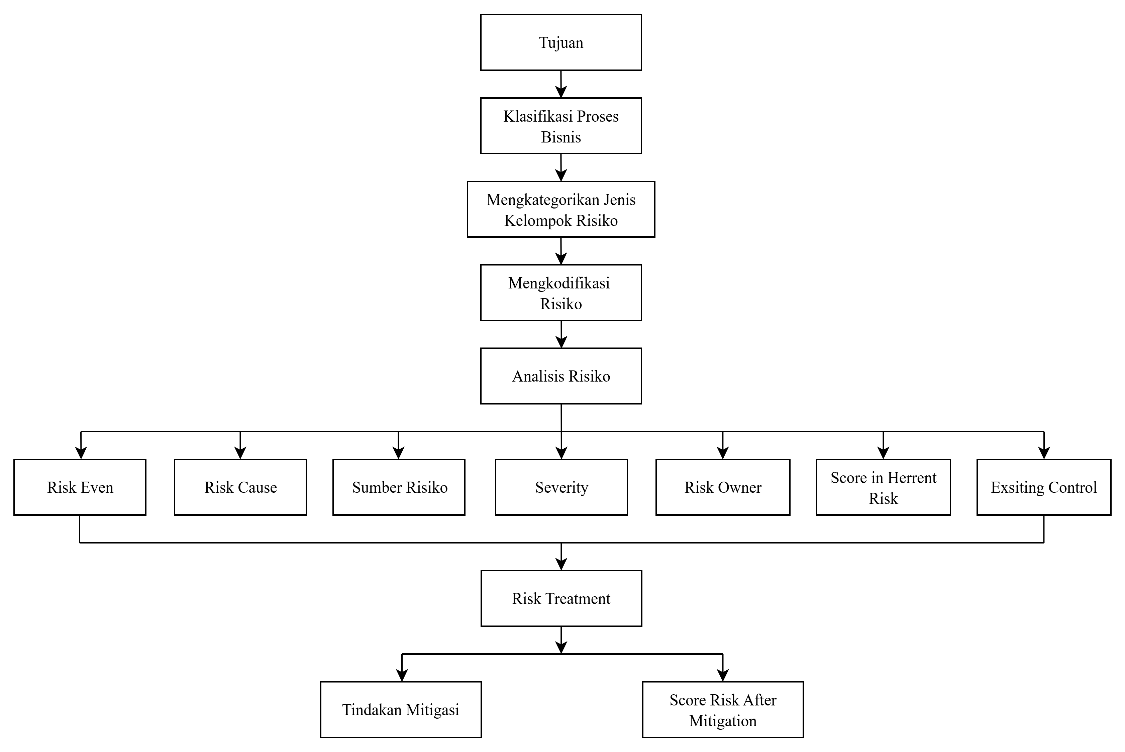 Tujuan
Klasifikasi Proses
Bisnis
Mengkategorikan Jenis
Kelompok Risiko
Mengkodifikasi
Risiko
Analisis Risiko
Risk Even
Risk Cause
Sumber Risiko
Severity
Risk Owner
Score in Herrent
Risk
Exsiting Control
Risk Treatment
Tindakan Mitigasi
Score Risk After
Mitigation